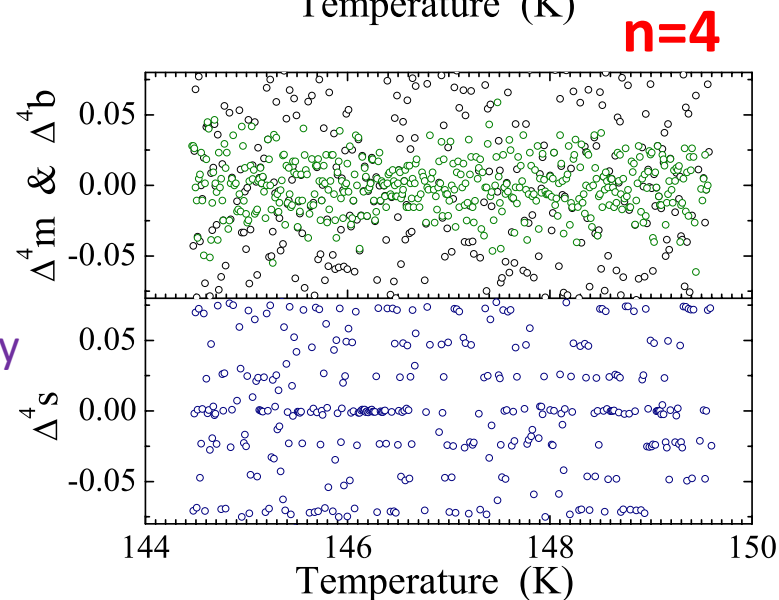 Temperature (K)
n=4
Δ⁴m & Δ⁴b
0.05
0.00
-0.05
y
Δ⁴s
0.05
0.00
-0.05
144 146 148 150
Temperature (K)